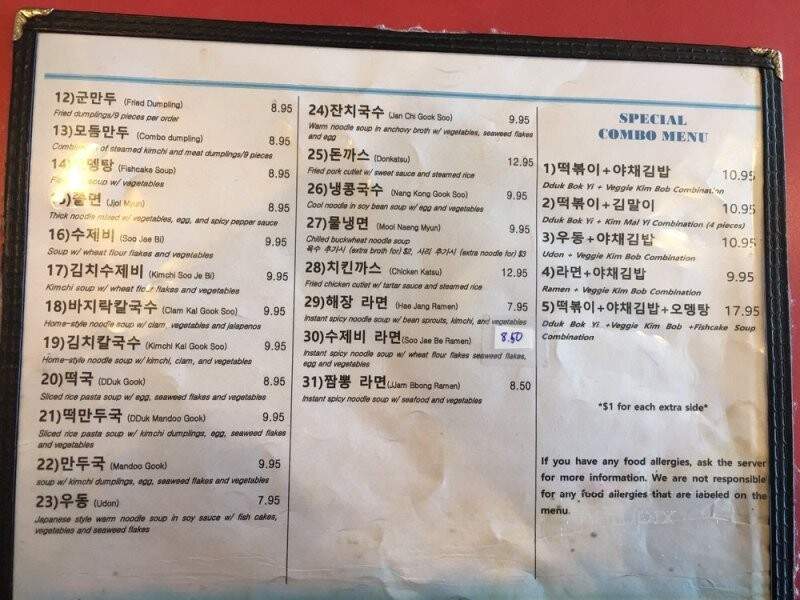 12)군만두 (Fried Dumpling) 8.95
Fried dumplings/9 pieces per order
13)모둠만두 (Combo dumpling) 8.95
of steamed kimchi and meat dumplings/9 pieces
(Fishcake Soup) 8.95
soup w/ vegetables
쫄면 (Jjol Myun) 8.95
Thick noodle mixed w/ vegetables, egg, and spicy pepper sauce
16)수제비 (Soo Jae Bi) 9.95
Soup w/ wheat flour flakes and vegetables
17)김치수제비 (Kimchi Soo Je Bi) 9.95
Kimchi soup w/ wheat flour flakes and vegetables
18)바지락칼국수 (Clam Kal Gook Soo) 9.95
Home-style noodle soup w/ clam, vegetables and jalapenos
19)김치칼국수 (Kimchi Kal Gook Soo) 9.95
Home-style noodle soup w/ kimchi, clam, and vegetables
20)떡국 (DDuk Gook) 8.95
Sliced rice pasta soup w/ egg, seaweed flakes and vegetables
21)떡만두국 (DDuk Mandoo Gook) 9.95
Sliced rice pasta soup w/ kimchi dumplings, egg, seaweed flakes
and vegetables
22)만두국 (Mandoo Gook) 9.95
soup w/ kimchi dumplings, egg, seaweed flakes and vegetables
23)우동 (Udon) 7.95
Japanese style warm noodle soup in soy sauce w/ fish cakes,
vegetables and seaweed flakes
24)잔치국수 (Jan Chi Gook Soo) 9.95
Warm noodle soup in anchovy broth w/ vegetables, seaweed flakes
and egg
25)돈까스 (Donkatsu) 12.95
Fried pork cutlet w/ sweet sauce and steamed rice
26)냉콩국수 (Nang Kong Gook Soo) 9.95
Cool noodle in soy bean soup w/ egg and vegetables
27)물냉면 (Mool Naeng Myun) 9.95
Chilled buckwheat noodle soup
육수 추가시 (extra broth for) $2, 사리 추가시 (extra noodle for) $3
28)치킨까스 (Chicken Katsu) 12.95
Fried chicken cutlet w/ tartar sauce and steamed rice
29)해장 라면 (Hae Jang Ramen) 7.95
Instant spicy noodle soup w/ bean sprouts, kimchi, and vegetables
30)수제비 라면(Soo Jae Be Ramen) 8.50
Instant spicy noodle soup w/ wheat flour flakes seaweed flakes,
egg and vegetables
31)짬뽕 라면(JJam Bbong Ramen) 8.50
Instant spicy noodle soup w/ seafood and vegetables
SPECIAL
COMBO MENU
1)떡볶이+야채김밥 10.95
Dduk Bok Yi + Veggie Kim Bob Combination
2)떡볶이+김말이 10.95
Dduk Bok Yi + Kim Mal Yi Combination (4 pieces)
3)우동+야채김밥 10.95
Udon + Veggie Kim Bob Combination
4)라면+야채김밥 9.95
Ramen + Veggie Kim Bob Combination
5)떡볶이+야채김밥+오뎅탕 17.95
Dduk Bok Yi +Veggie Kim Bob +Fishcake Soup
Combination
*$1 for each extra side*
If you have any food allergies, ask the server
for more information. We are not responsible
for any food allergies that are labeled on the
menu.